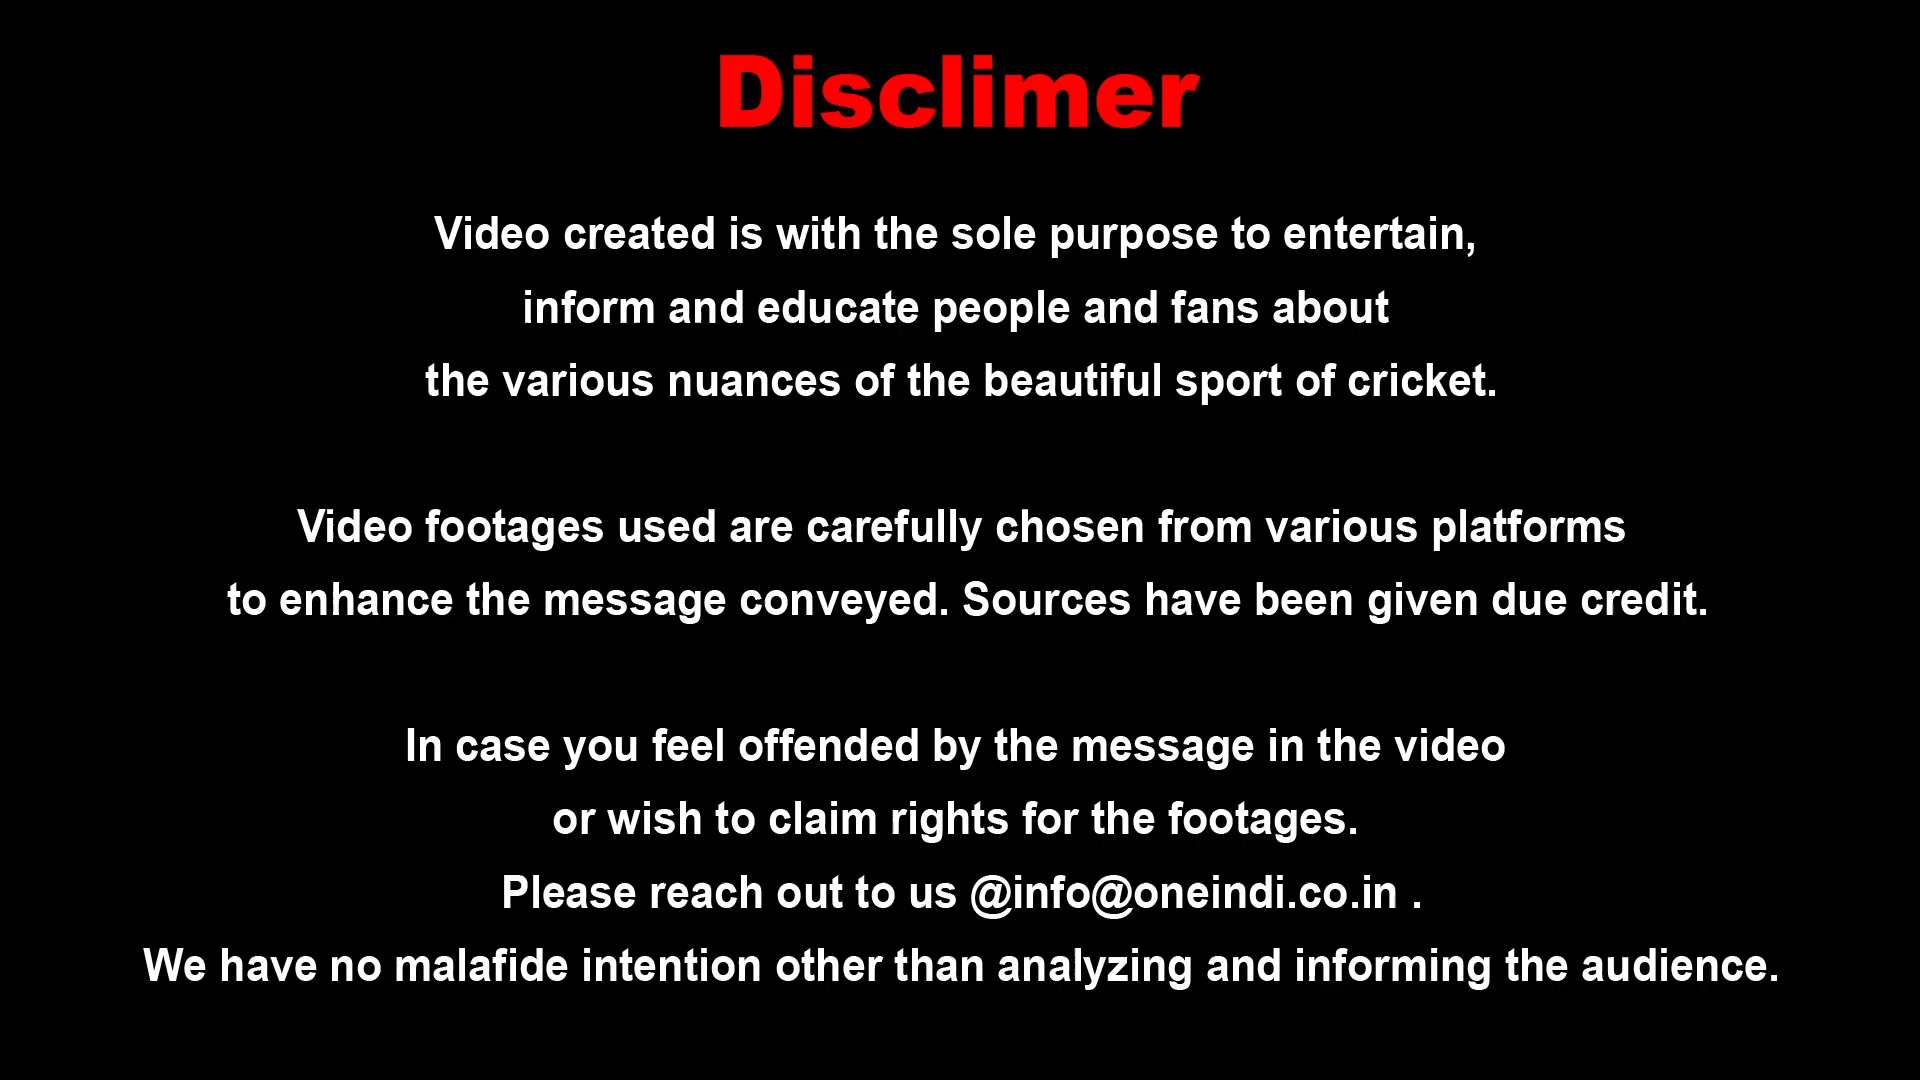 Disclimer
Video created is with the sole purpose to entertain,
inform and educate people and fans about
the various nuances of the beautiful sport of cricket.
Video footages used are carefully chosen from various platforms
to enhance the message conveyed. Sources have been given due credit.
In case you feel offended by the message in the video
or wish to claim rights for the footages.
Please reach out to us @info@oneindi.co.in .
We have no malafide intention other than analyzing and informing the audience.